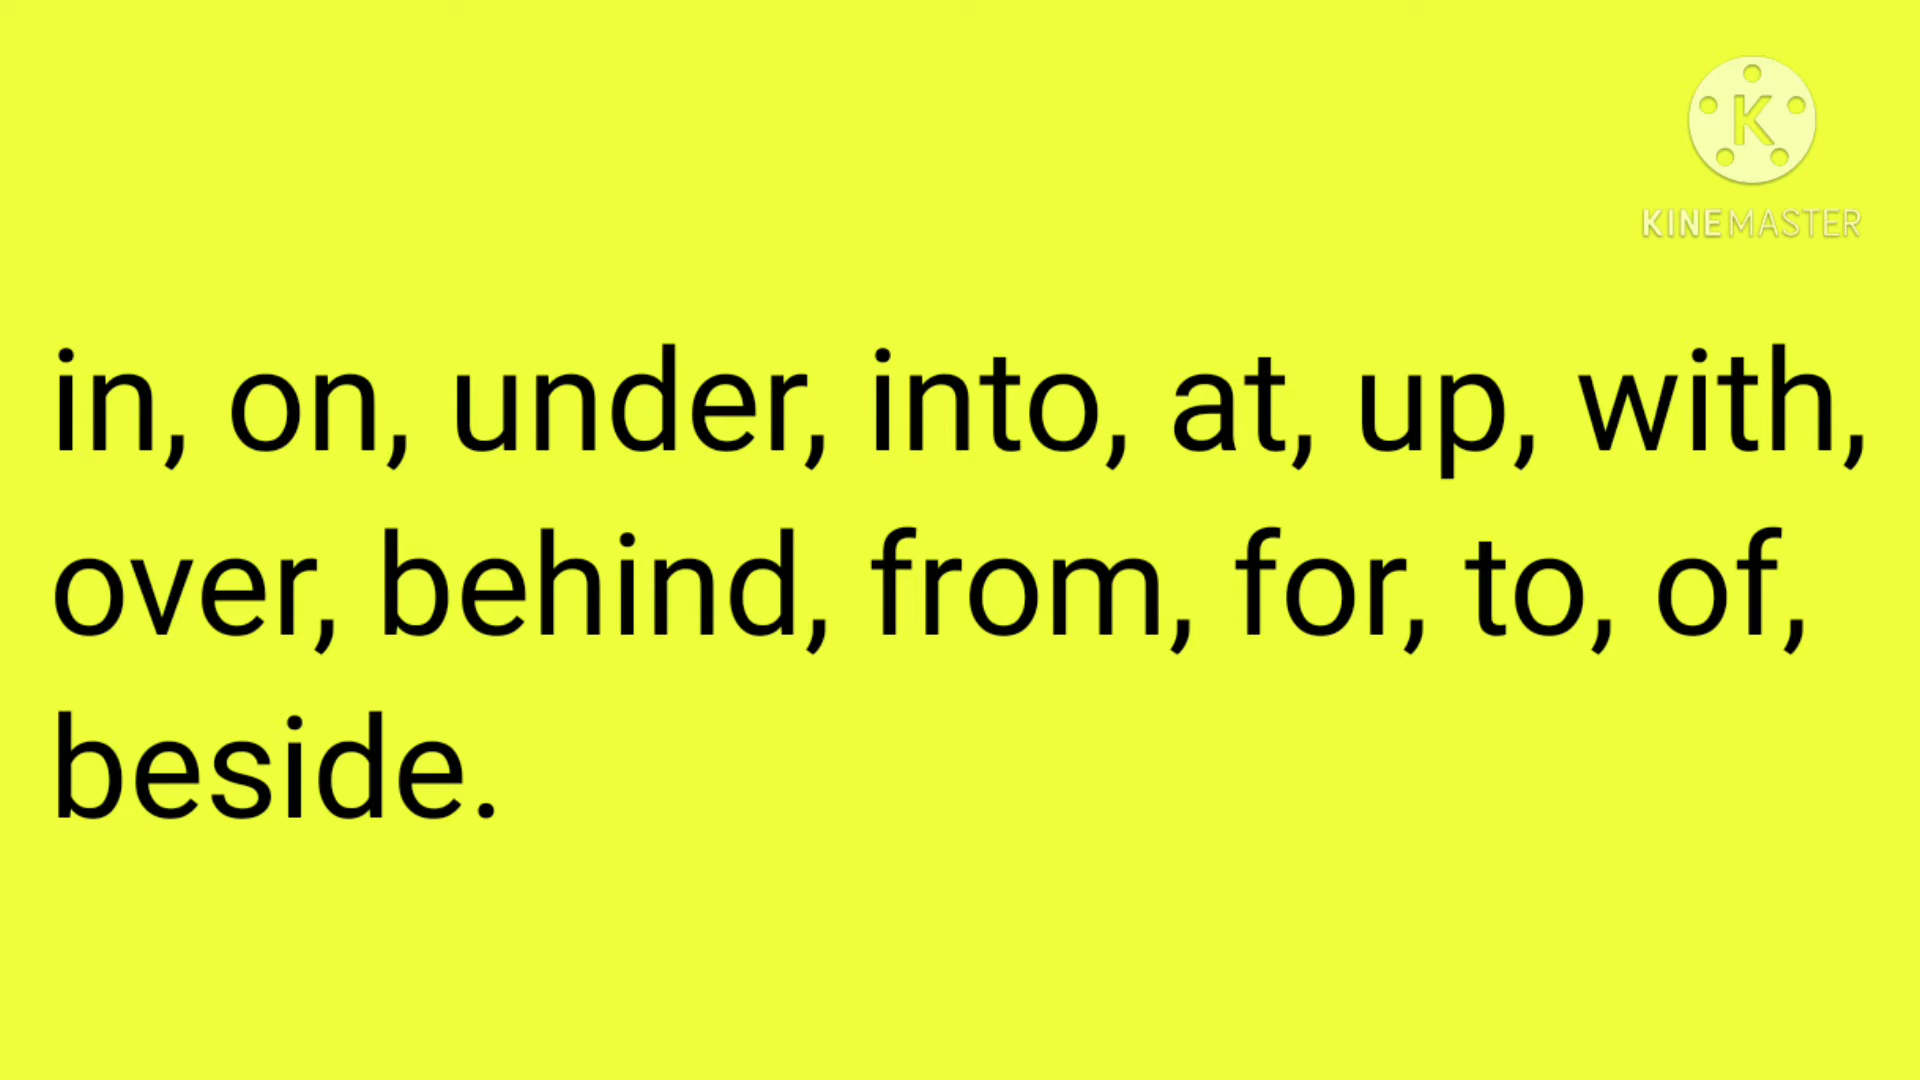 K
KINEMASTER
in, on, under, into, at, up, with,
over, behind, from, for, to, of,
beside.